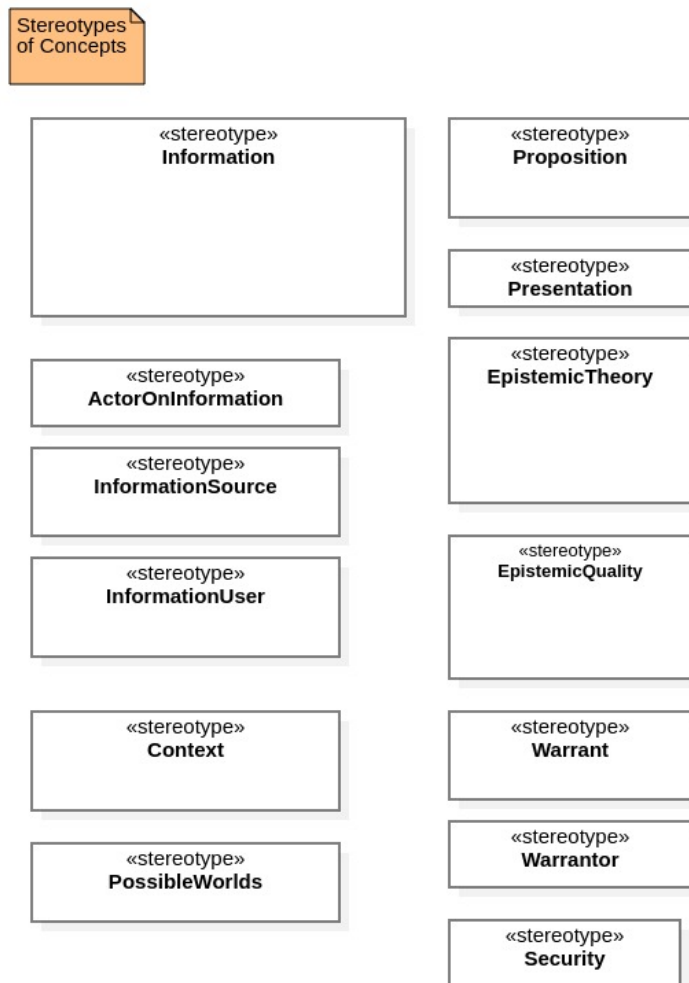 Stereotypes
of Concepts
«stereotype»
Information
«stereotype»
ActorOnInformation
«stereotype»
InformationSource
«stereotype»
InformationUser
«stereotype»
Context
«stereotype»
PossibleWorlds
«stereotype»
Proposition
«stereotype»
Presentation
«stereotype»
EpistemicTheory
«stereotype»
EpistemicQuality
«stereotype»
Warrant
«stereotype»
Warrantor
«stereotype»
Security